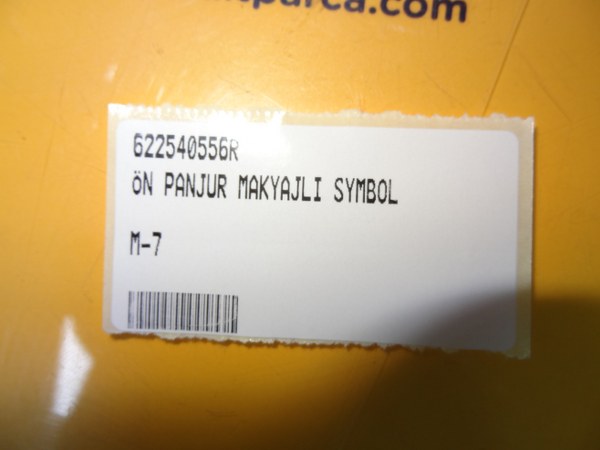 parca.com
622540556R
öN PANJUR MAKYAJLI SYMBOL
M-7